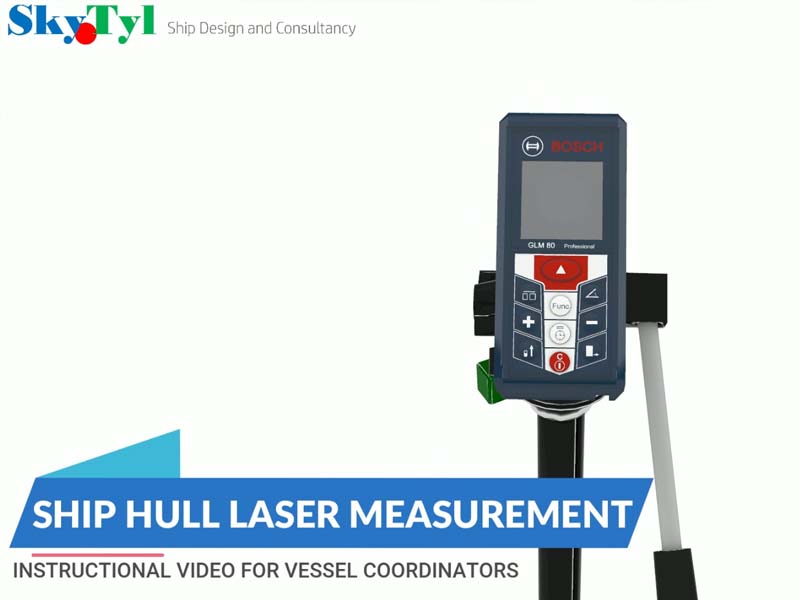 SkyTyl Ship Design and Consultancy
BOSCH
GLM 80 Professional
Func
C
SHIP HULL LASER MEASUREMENT
INSTRUCTIONAL VIDEO FOR VESSEL COORDINATORS